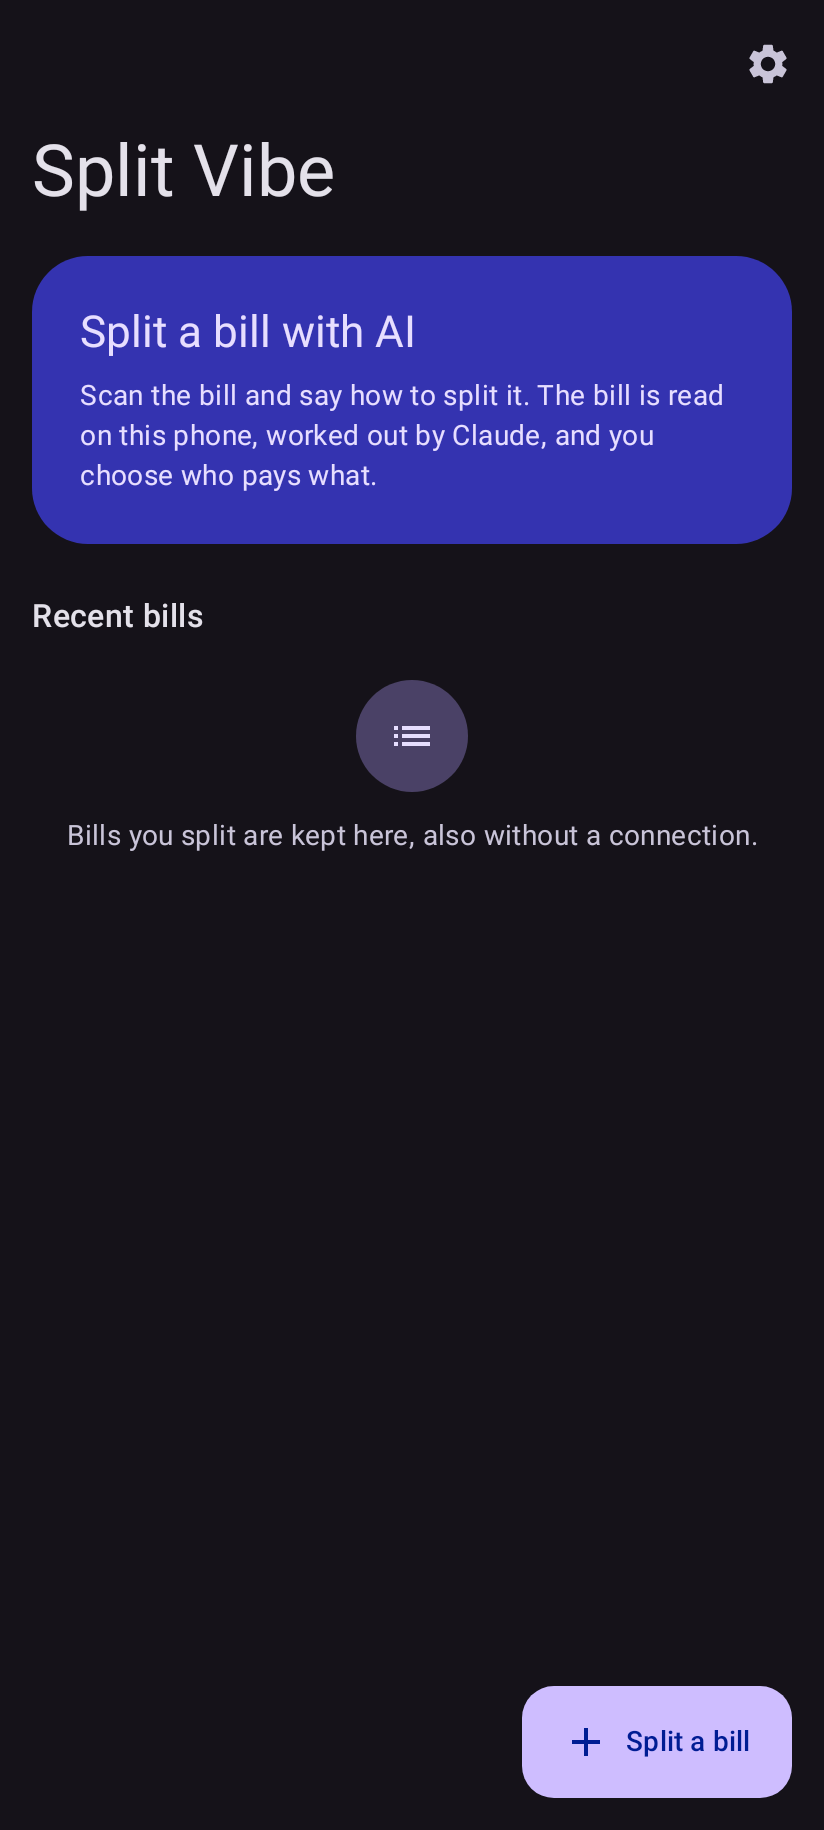 Split Vibe
Split a bill with AI
Scan the bill and say how to split it. The bill is read
on this phone, worked out by Claude, and you
choose who pays what.
Recent bills
Bills you split are kept here, also without a connection.
Split a bill